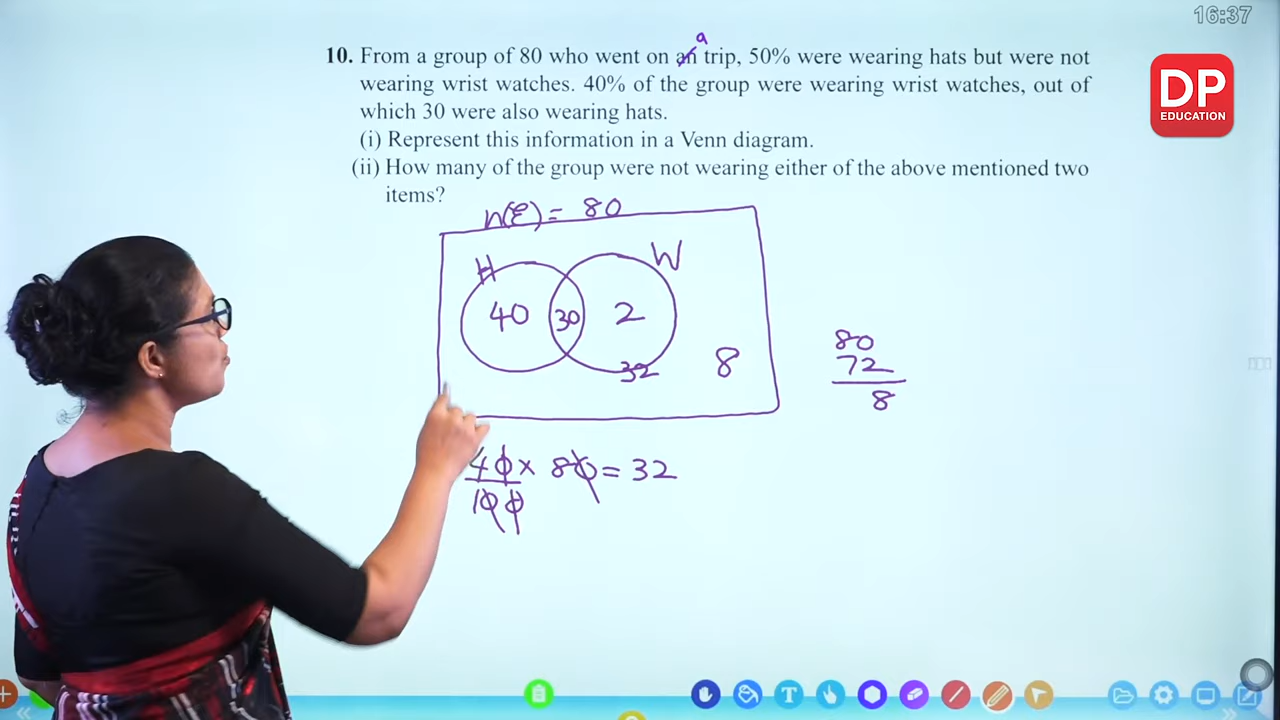 16:37
a
10. From a group of 80 who went on an trip, 50% were wearing hats but were not
wearing wrist watches. 40% of the group were wearing wrist watches, out of
which 30 were also wearing hats.
(i) Represent this information in a Venn diagram.
(ii) How many of the group were not wearing either of the above mentioned two
items?
DP
EDUCATION
n(ℰ) = 80
H
W
40
30
2
32
8
80
72
8
40 × 80 = 32
100